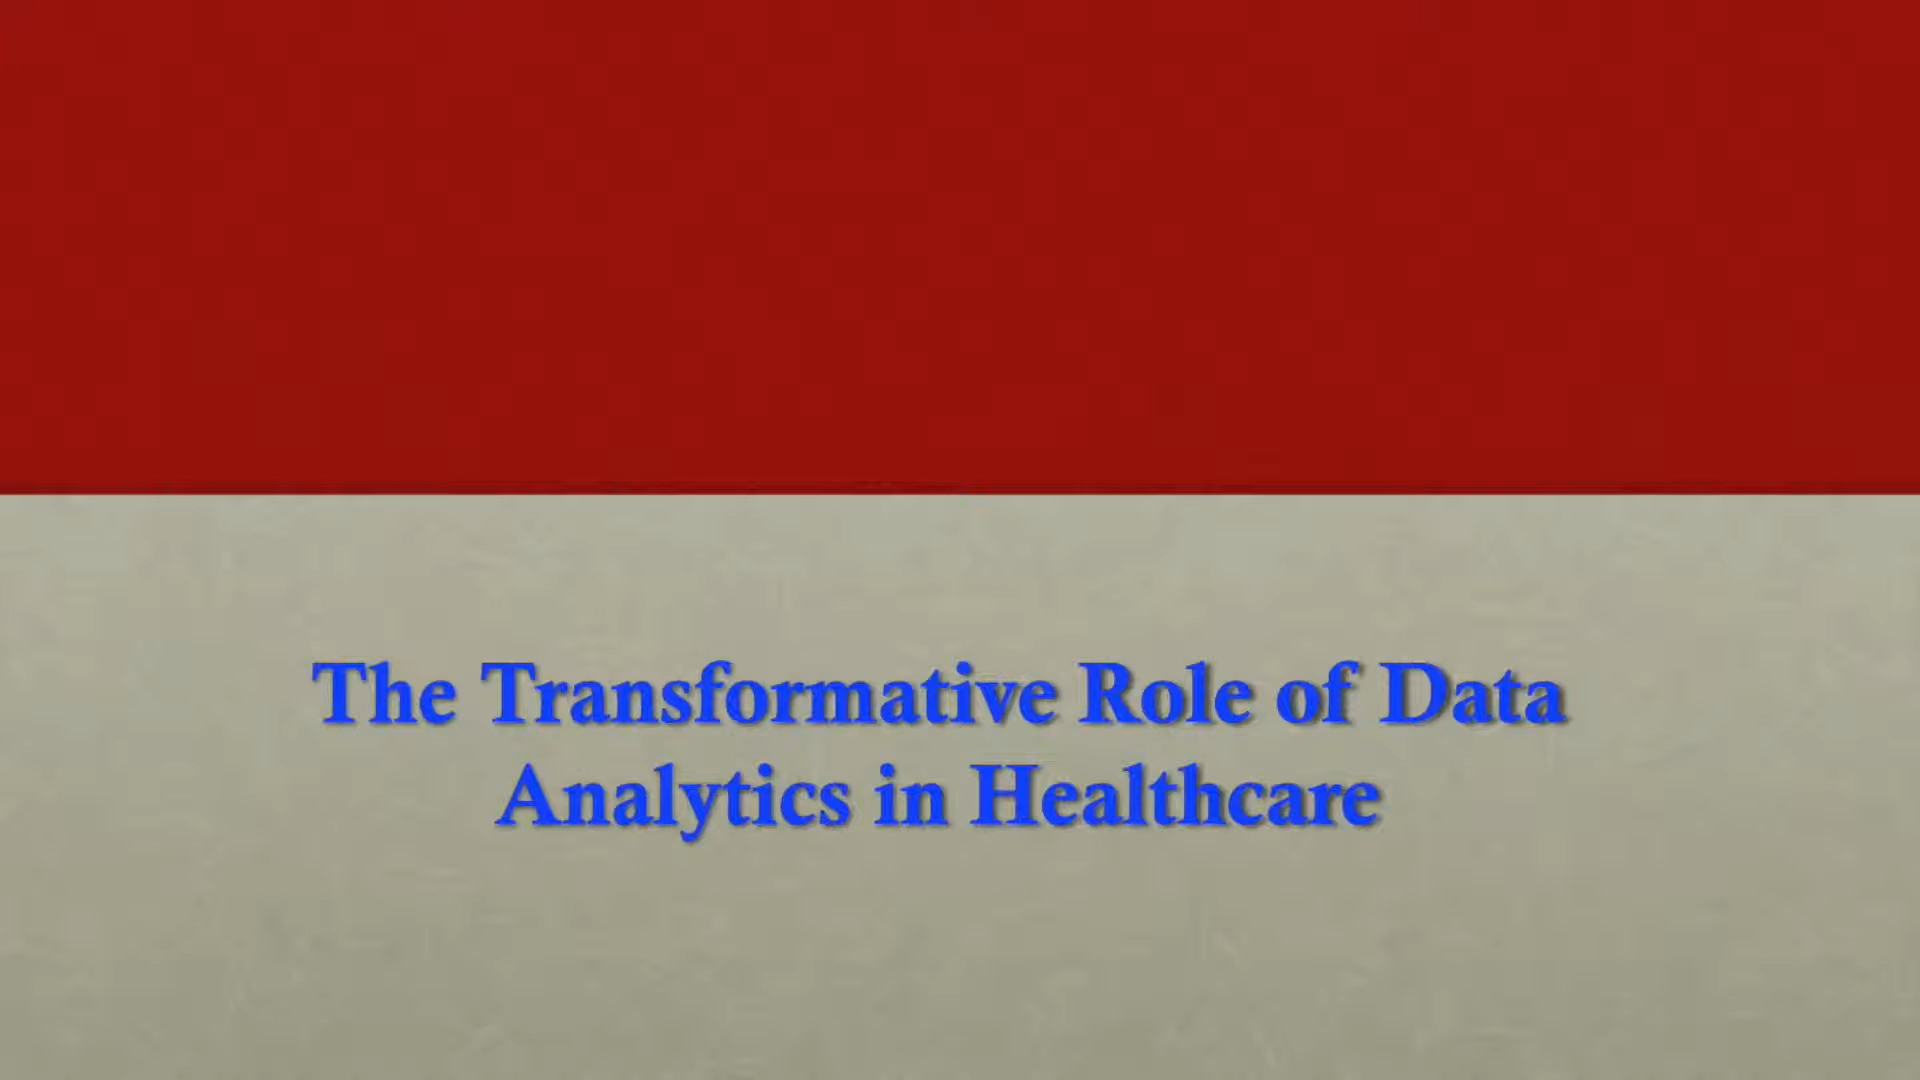 The Transformative Role of Data
Analytics in Healthcare